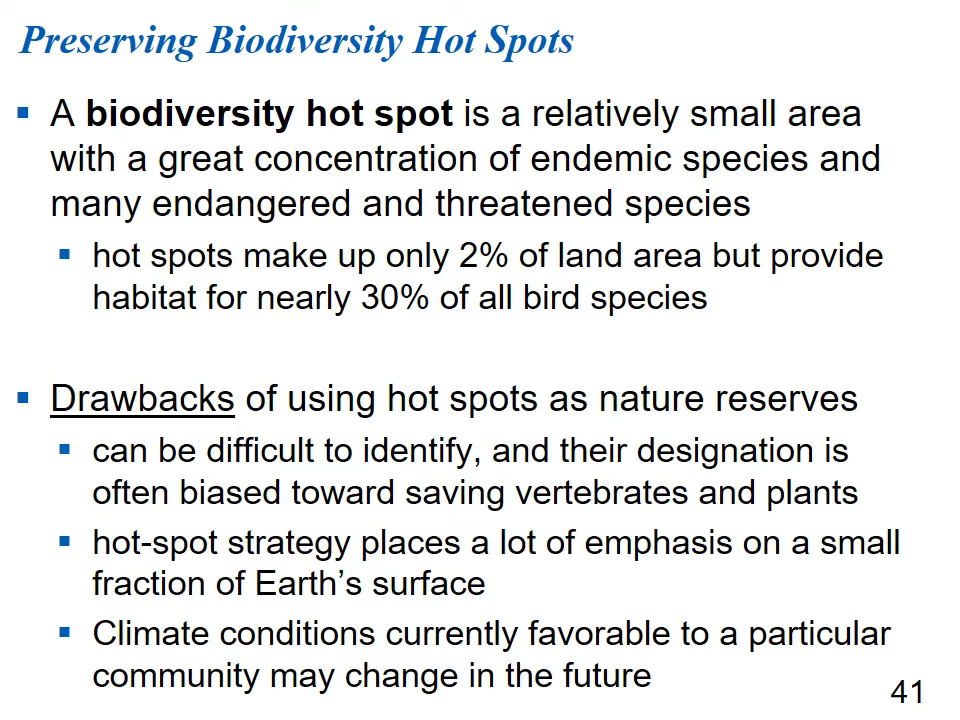 Preserving Biodiversity Hot Spots
▪ A biodiversity hot spot is a relatively small area
with a great concentration of endemic species and
many endangered and threatened species
▪ hot spots make up only 2% of land area but provide
habitat for nearly 30% of all bird species
▪ Drawbacks of using hot spots as nature reserves
▪ can be difficult to identify, and their designation is
often biased toward saving vertebrates and plants
▪ hot-spot strategy places a lot of emphasis on a small
fraction of Earth’s surface
▪ Climate conditions currently favorable to a particular
community may change in the future
41